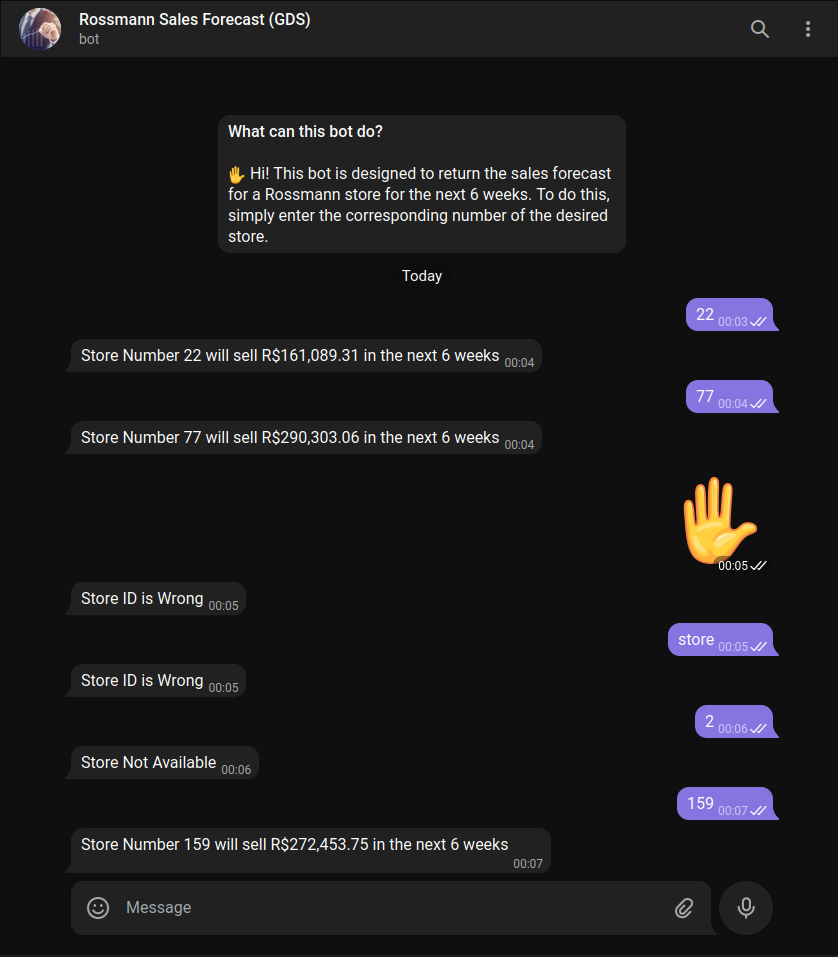 Rossmann Sales Forecast (GDS)
bot
What can this bot do?
🖐 Hi! This bot is designed to return the sales forecast
for a Rossmann store for the next 6 weeks. To do this,
simply enter the corresponding number of the desired
store.
Today
22 00:03
Store Number 22 will sell R$161,089.31 in the next 6 weeks 00:04
77 00:04
Store Number 77 will sell R$290,303.06 in the next 6 weeks 00:04
🖐
00:05
Store ID is Wrong 00:05
store 00:05
Store ID is Wrong 00:05
2 00:06
Store Not Available 00:06
159 00:07
Store Number 159 will sell R$272,453.75 in the next 6 weeks
00:07
Message